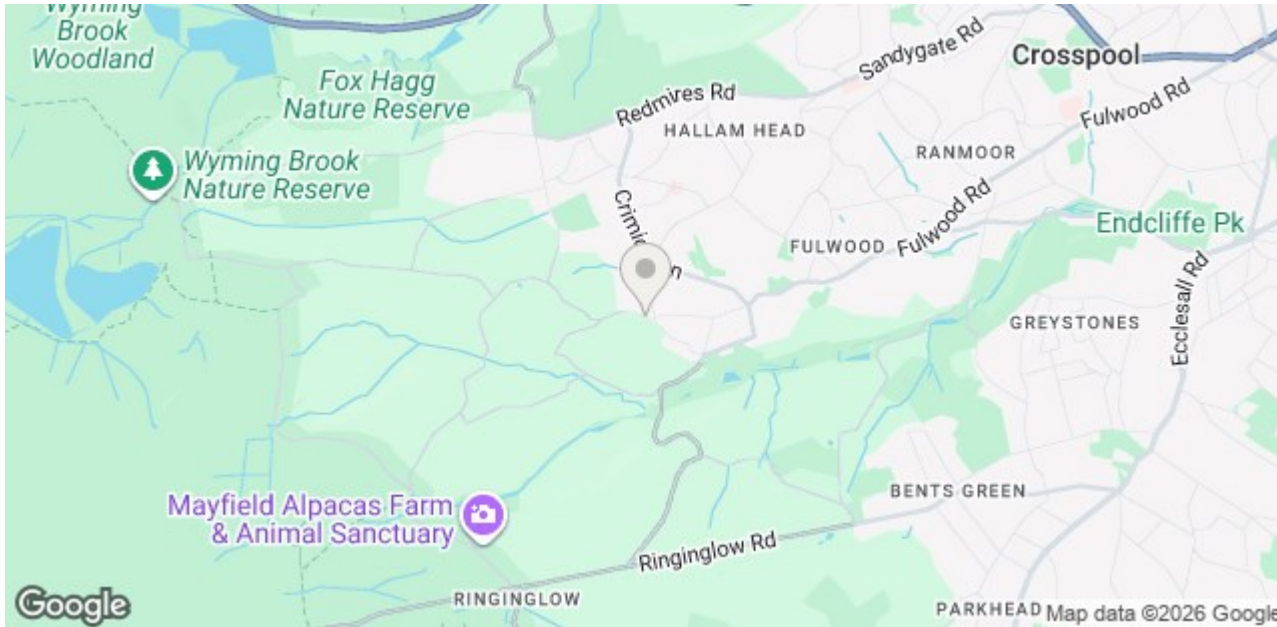 Wyming
Brook
Woodland
Fox Hagg
Nature Reserve
Wyming Brook
Nature Reserve
Redmires Rd
Sandygate Rd
Crosspool
HALLAM HEAD
Fulwood Rd
RANMOOR
FULWOOD
Fulwood Rd
Endcliffe Pk
GREYSTONES
Ecclesall Rd
BENTS GREEN
Mayfield Alpacas Farm
& Animal Sanctuary
Ringinglow Rd
RINGINGLOW
PARKHEAD
Google
Map data ©2026 Google